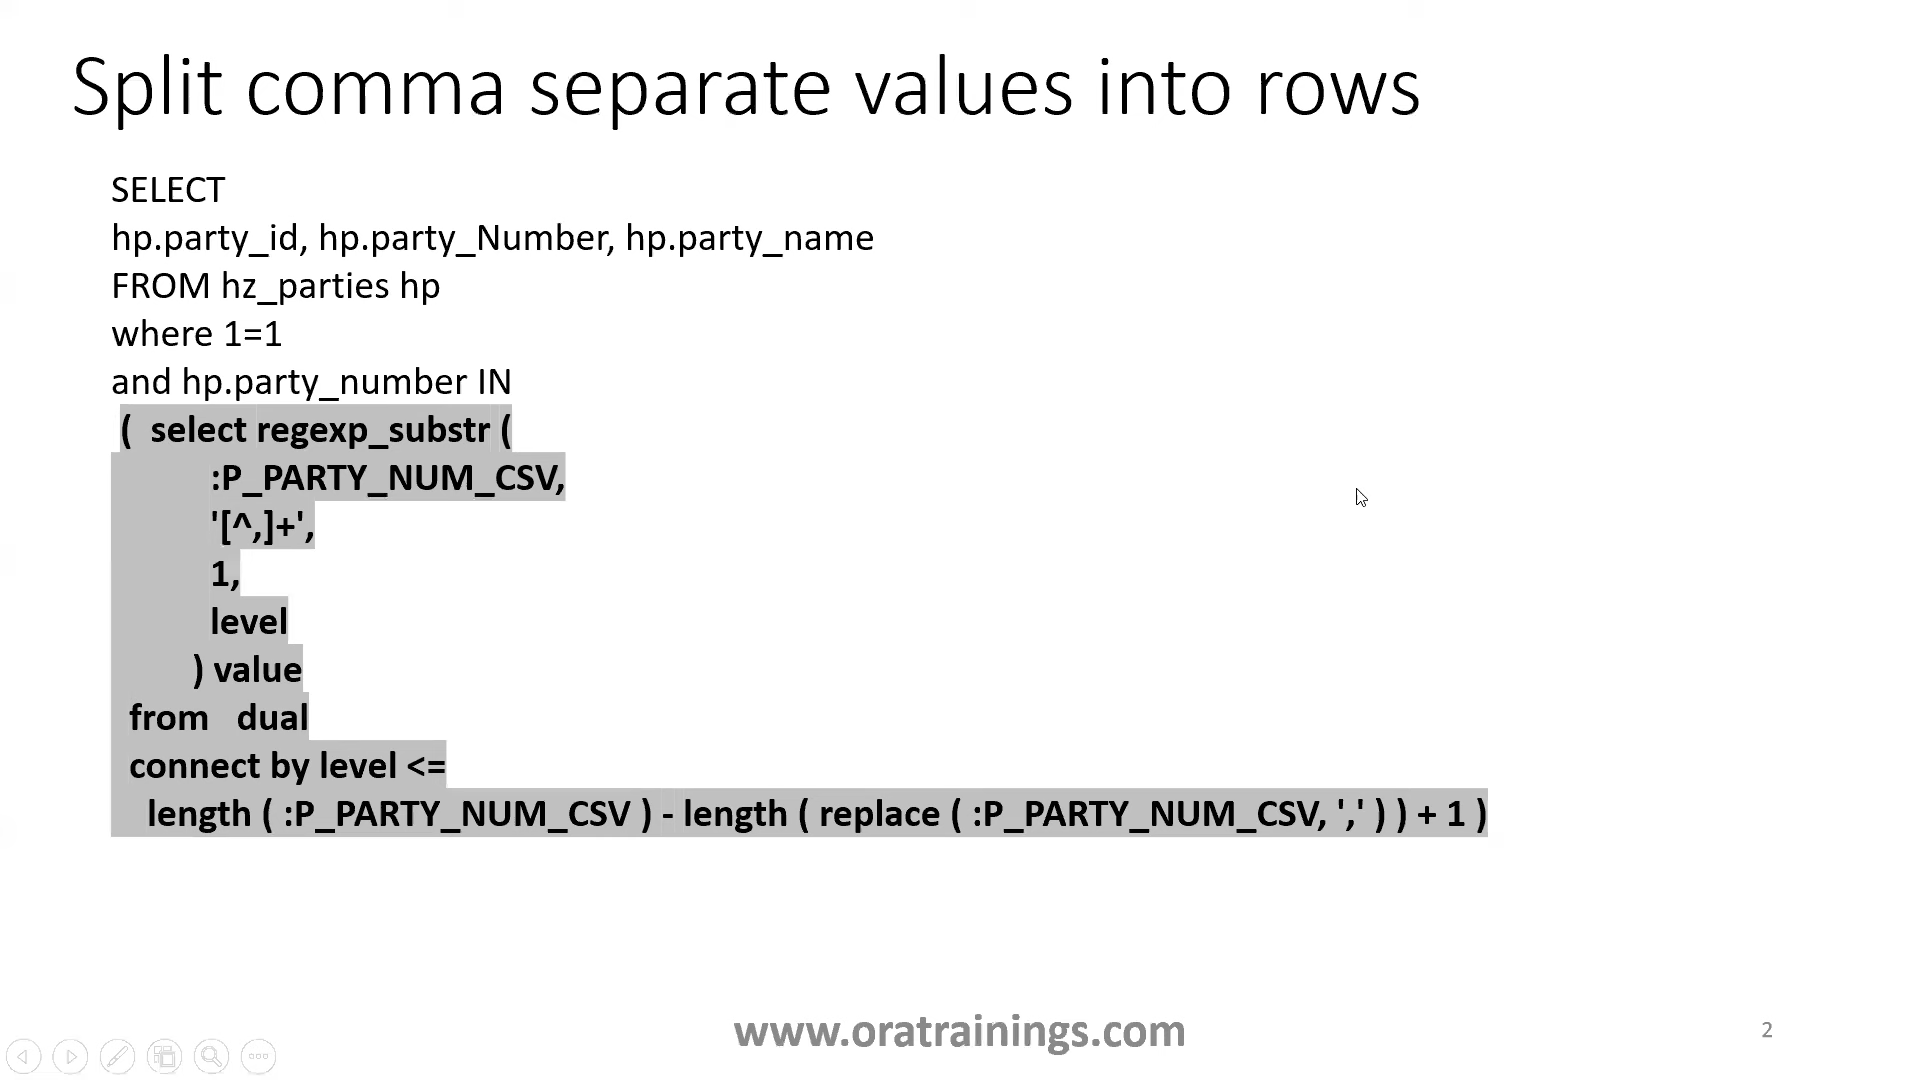 Split comma separate values into rows
SELECT
hp.party_id, hp.party_Number, hp.party_name
FROM hz_parties hp
where 1=1
and hp.party_number IN
( select regexp_substr (
:P_PARTY_NUM_CSV,
'[^,]+',
1,
level
) value
from dual
connect by level <=
length ( :P_PARTY_NUM_CSV ) - length ( replace ( :P_PARTY_NUM_CSV, ',' ) ) + 1 )
www.oratrainings.com
2